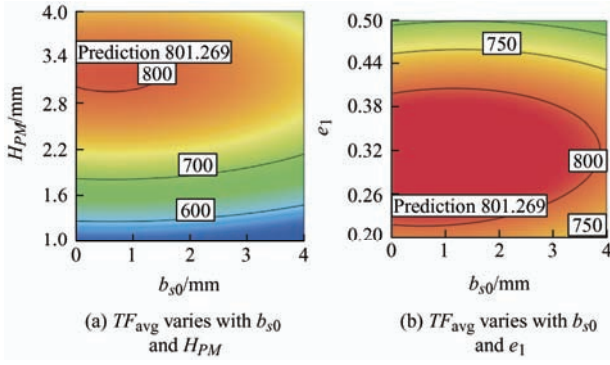 4.0
3.4
2.8
2.2
1.6
1.0
H_PM/mm
Prediction 801.269
800
700
600
0 1 2 3 4
b_s0/mm
(a) TF_avg varies with b_s0
and H_PM
0.50
0.44
0.38
0.32
0.26
0.20
e_1
750
800
Prediction 801.269
750
0 1 2 3 4
b_s0/mm
(b) TF_avg varies with b_s0
and e_1